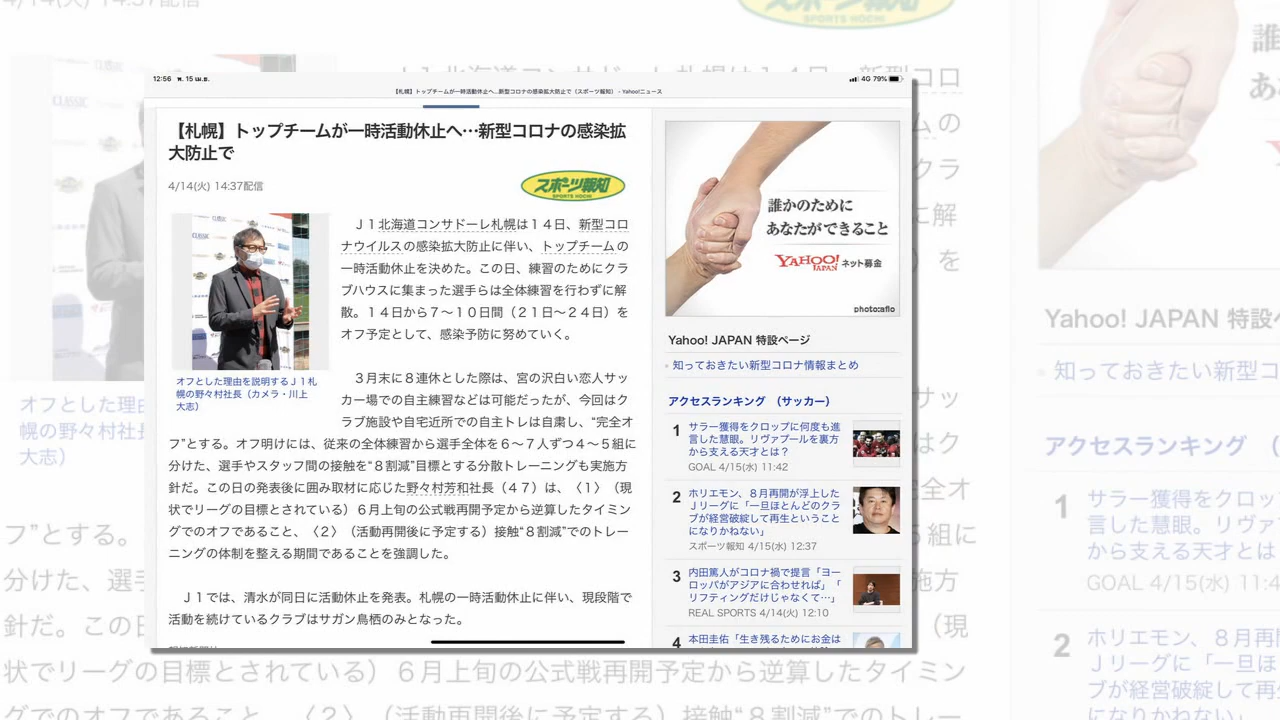 12:56 พ. 15 เม.ย.
4G 79%
【札幌】トップチームが一時活動休止へ…新型コロナの感染拡大防止で（スポーツ報知） - Yahoo!ニュース
【札幌】トップチームが一時活動休止へ…新型コロナの感染拡
大防止で
4/14(火) 14:37配信
スポーツ報知
SPORTS HOCHI
Ｊ１北海道コンサドーレ札幌は１４日、新型コロ
ナウイルスの感染拡大防止に伴い、トップチームの
一時活動休止を決めた。この日、練習のためにクラ
ブハウスに集まった選手らは全体練習を行わずに解
散。１４日から７～１０日間（２１日～２４日）を
オフ予定として、感染予防に努めていく。
オフとした理由を説明するＪ１札
幌の野々村社長（カメラ・川上
大志）
３月末に８連休とした際は、宮の沢白い恋人サッ
カー場での自主練習などは可能だったが、今回はク
ラブ施設や自宅近所での自主トレは自粛し、“完全オ
フ”とする。オフ明けには、従来の全体練習から選手全体を６～７人ずつ４～５組に
分けた、選手やスタッフ間の接触を“８割減”目標とする分散トレーニングも実施方
針だ。この日の発表後に囲み取材に応じた野々村芳和社長（４７）は、〈１〉（現
状でリーグの目標とされている）６月上旬の公式戦再開予定から逆算したタイミン
グでのオフであること、〈２〉（活動再開後に予定する）接触“８割減”でのトレー
ニングの体制を整える期間であることを強調した。
Ｊ１では、清水が同日に活動休止を発表。札幌の一時活動休止に伴い、現段階で
活動を続けているクラブはサガン鳥栖のみとなった。
誰かのために
あなたができること
YAHOO! JAPAN ネット募金
photo:aflo
Yahoo! JAPAN 特設ページ
知っておきたい新型コロナ情報まとめ
アクセスランキング （サッカー）
1 サラー獲得をクロップに何度も進
言した慧眼。リヴァプールを裏方
から支える天才とは？
GOAL 4/15(水) 11:42
2 ホリエモン、８月再開が浮上した
Ｊリーグに「一旦ほとんどのクラ
ブが経営破綻して再生ということ
になりかねない」
スポーツ報知 4/15(水) 12:37
3 内田篤人がコロナ禍で提言「ヨー
ロッパがアジアに合わせれば」「
リフティングだけじゃなくて…」
REAL SPORTS 4/14(火) 12:10
4 本田圭佑「生き残るためにお金は